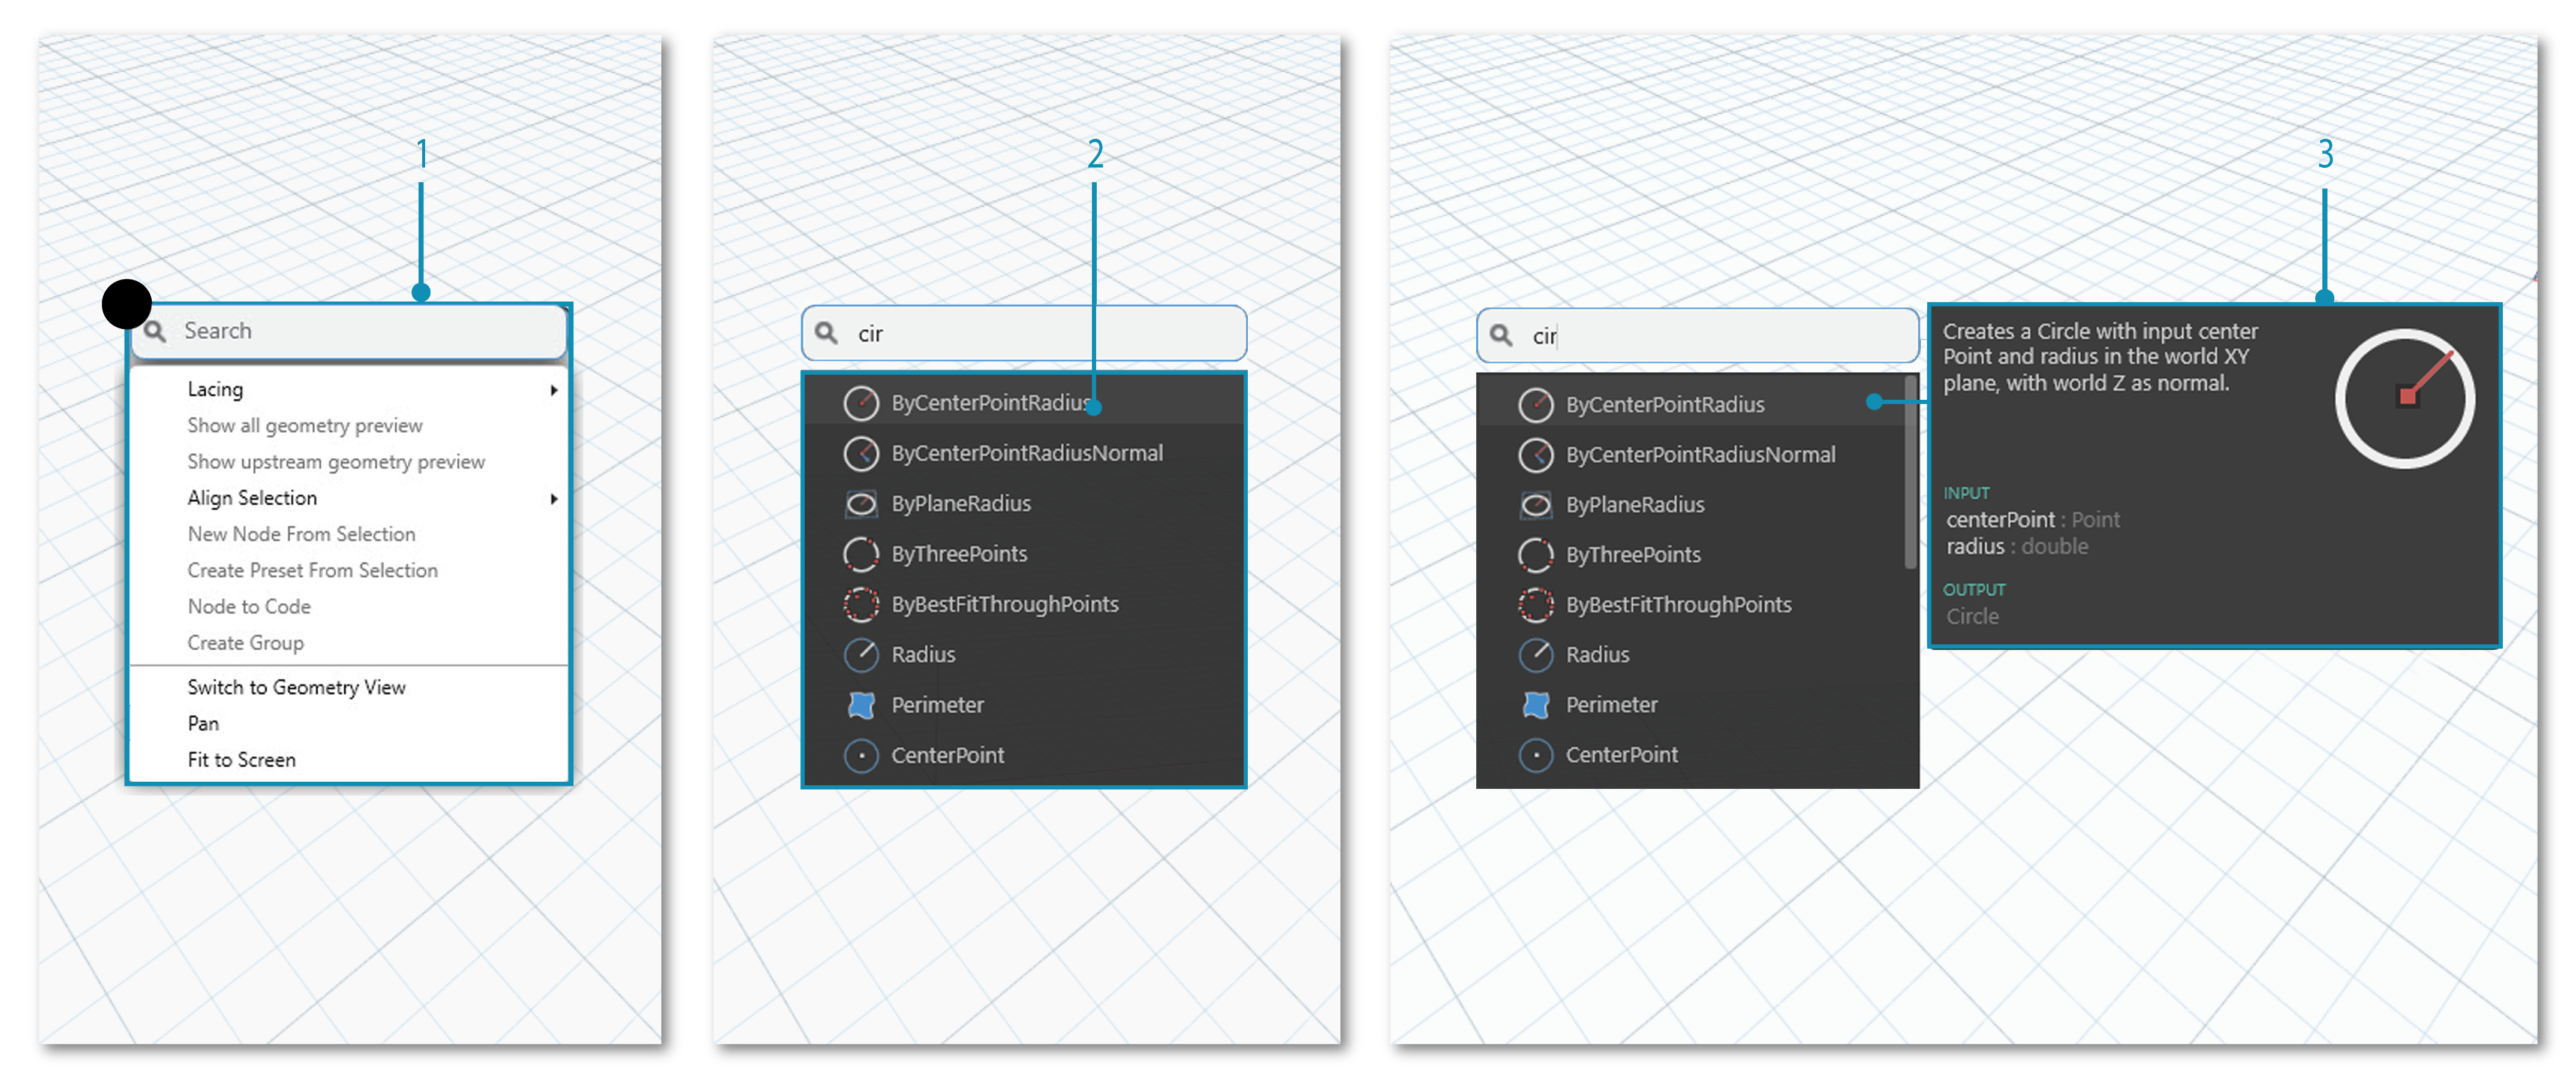 1
Search
Lacing
Show all geometry preview
Show upstream geometry preview
Align Selection
New Node From Selection
Create Preset From Selection
Node to Code
Create Group
Switch to Geometry View
Pan
Fit to Screen
2
cir
ByCenterPointRadius
ByCenterPointRadiusNormal
ByPlaneRadius
ByThreePoints
ByBestFitThroughPoints
Radius
Perimeter
CenterPoint
3
cir
ByCenterPointRadius
ByCenterPointRadiusNormal
ByPlaneRadius
ByThreePoints
ByBestFitThroughPoints
Radius
Perimeter
CenterPoint
Creates a Circle with input center
Point and radius in the world XY
plane, with world Z as normal.
INPUT
centerPoint : Point
radius : double
OUTPUT
Circle